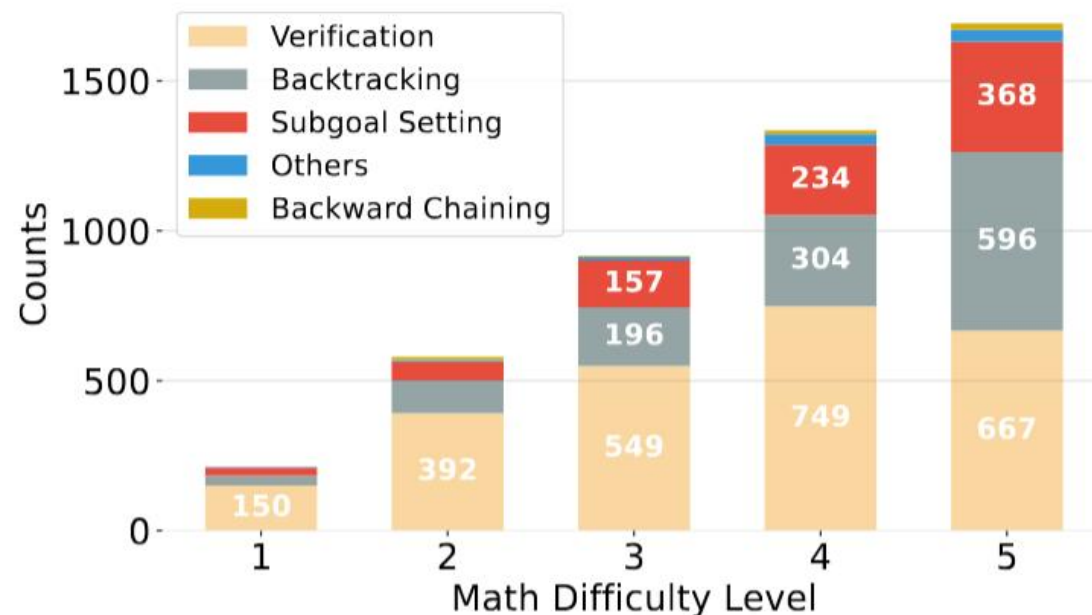 Verification
Backtracking
Subgoal Setting
Others
Backward Chaining
Counts
1500
1000
500
0
150
392
157
196
549
234
304
749
368
596
667
1
2
3
4
5
Math Difficulty Level